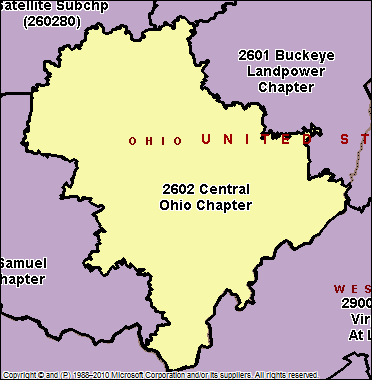 Satellite Subchp
(260280)
2601 Buckeye
Landpower
Chapter
OHIO UNITED ST
2602 Central
Ohio Chapter
Samuel
hapter
WES
2900
Vir
At L
Copyright © and (P) 1988–2010 Microsoft Corporation and/or its suppliers. All rights reserved.